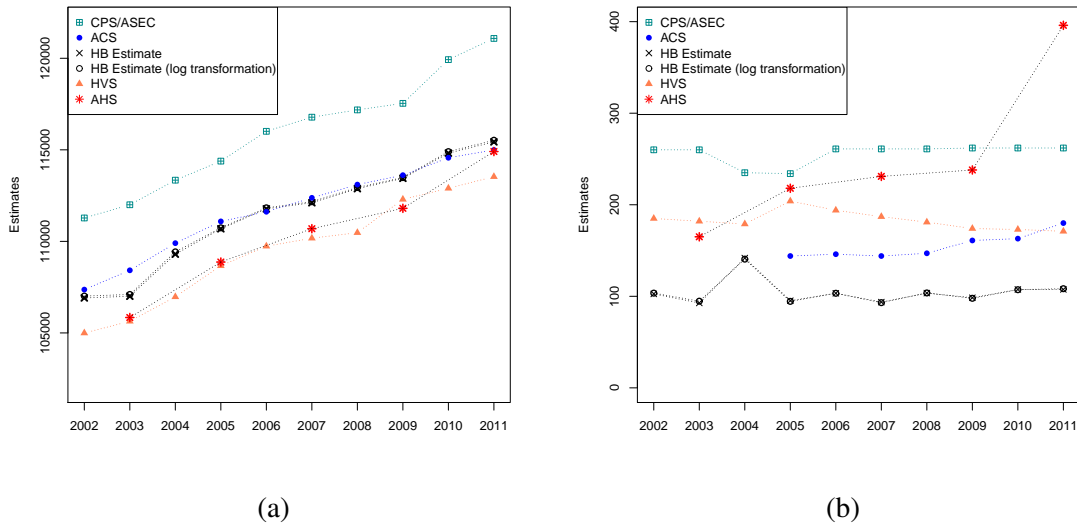 CPS/ASEC
ACS
HB Estimate
HB Estimate (log transformation)
HVS
AHS
Estimates
120000
115000
110000
105000
2002 2003 2004 2005 2006 2007 2008 2009 2010 2011
(a)
CPS/ASEC
ACS
HB Estimate
HB Estimate (log transformation)
HVS
AHS
Estimates
400
300
200
100
0
2002 2003 2004 2005 2006 2007 2008 2009 2010 2011
(b)